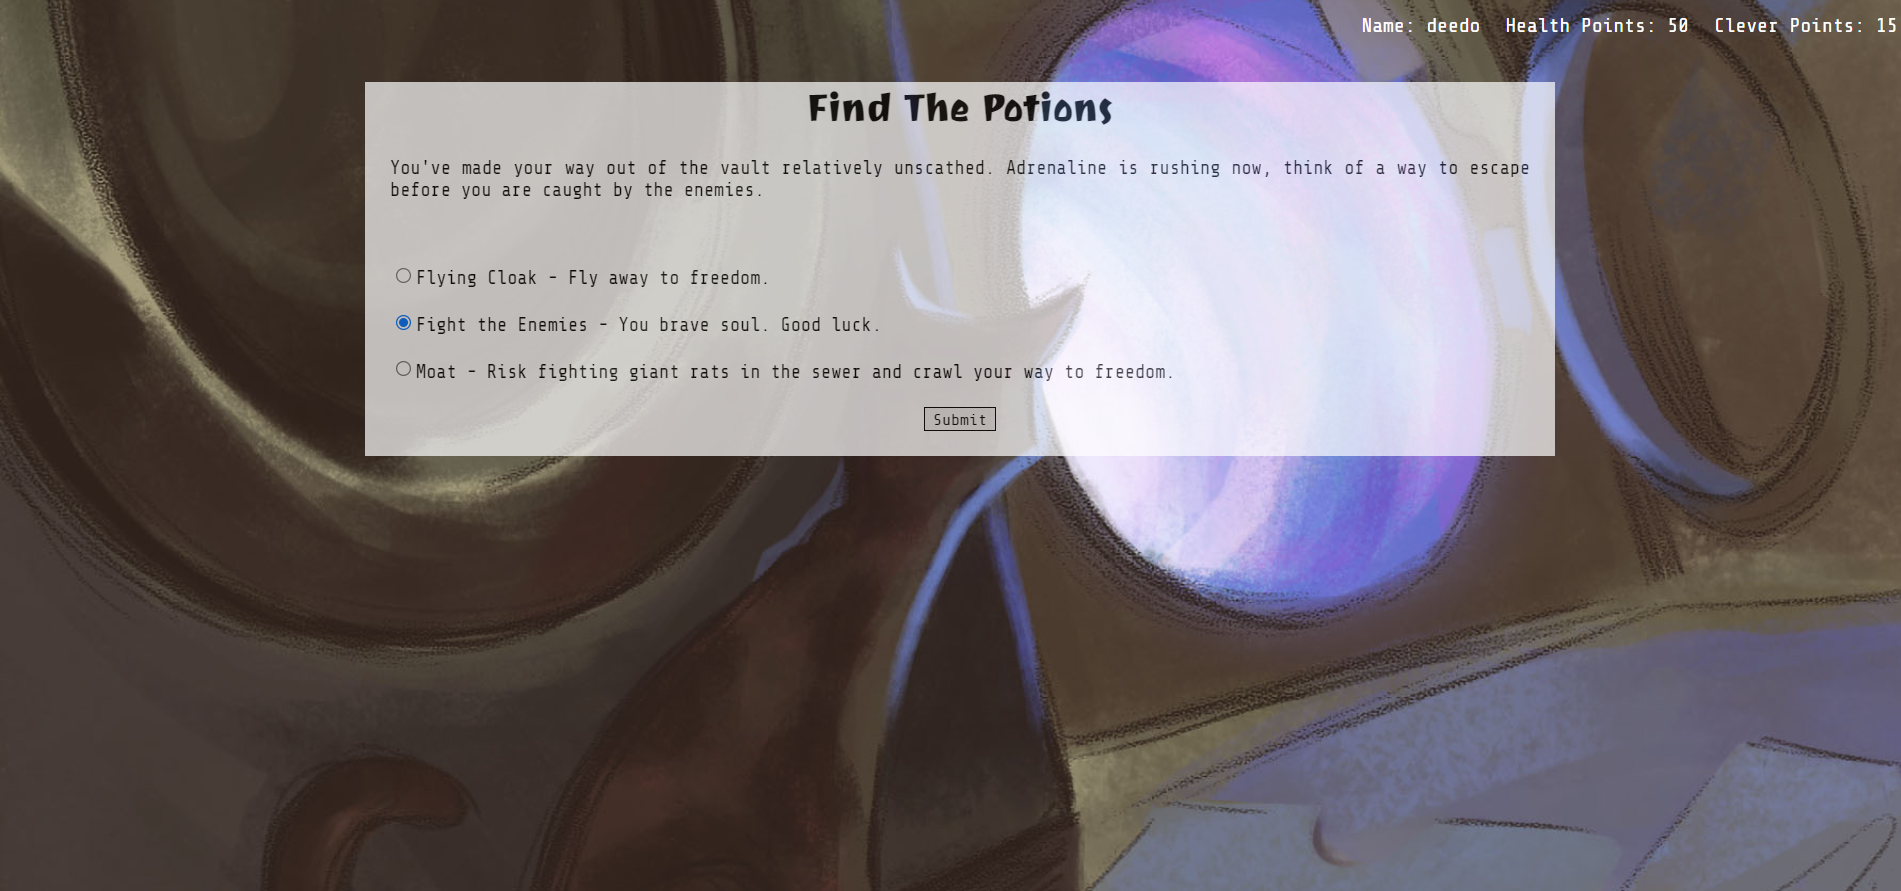 Name: deedo Health Points: 50 Clever Points: 15
Find The Potions
You've made your way out of the vault relatively unscathed. Adrenaline is rushing now, think of a way to escape
before you are caught by the enemies.
Flying Cloak - Fly away to freedom.
Fight the Enemies - You brave soul. Good luck.
Moat - Risk fighting giant rats in the sewer and crawl your way to freedom.
Submit